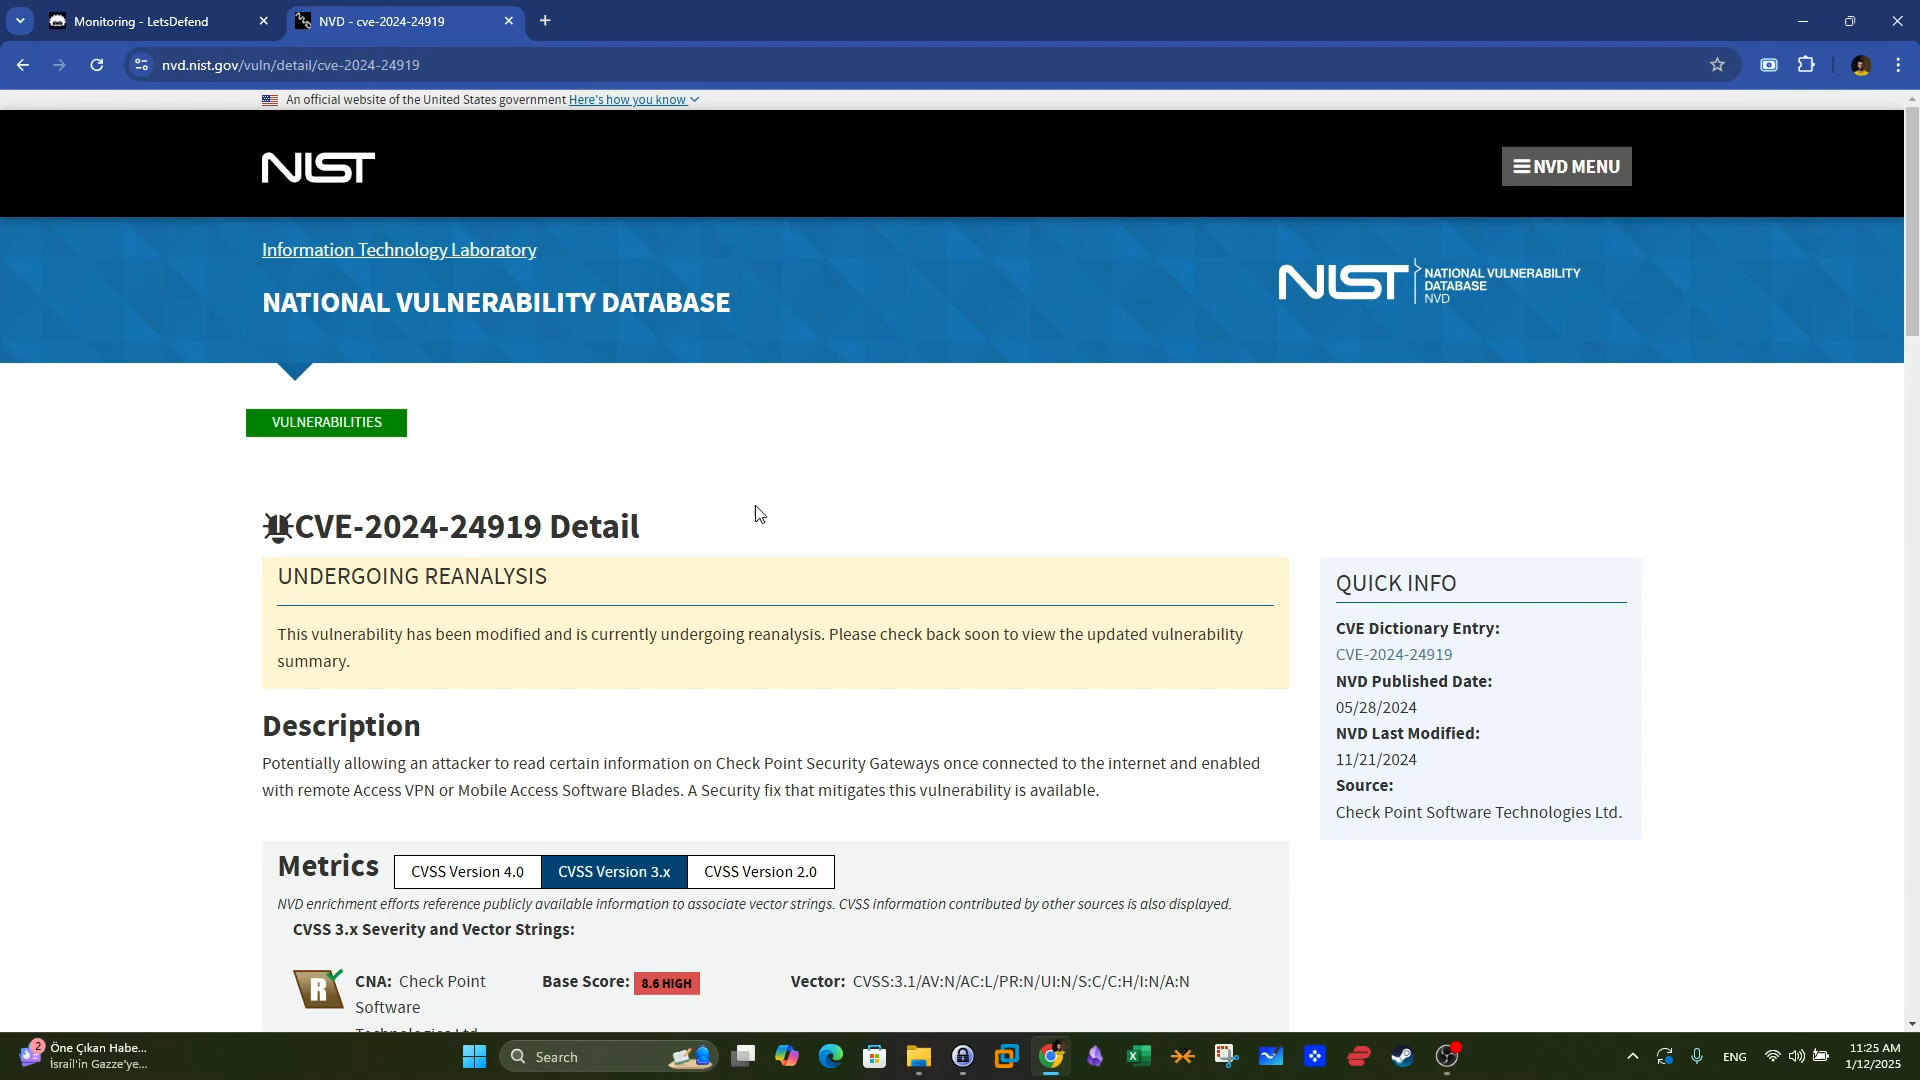 Monitoring - LetsDefend
NVD - cve-2024-24919
nvd.nist.gov/vuln/detail/cve-2024-24919
An official website of the United States government Here's how you know
NIST
NVD MENU
Information Technology Laboratory
NATIONAL VULNERABILITY DATABASE
NIST
NATIONAL VULNERABILITY
DATABASE
NVD
VULNERABILITIES
CVE-2024-24919 Detail
UNDERGOING REANALYSIS
This vulnerability has been modified and is currently undergoing reanalysis. Please check back soon to view the updated vulnerability
summary.
Description
Potentially allowing an attacker to read certain information on Check Point Security Gateways once connected to the internet and enabled
with remote Access VPN or Mobile Access Software Blades. A Security fix that mitigates this vulnerability is available.
QUICK INFO
CVE Dictionary Entry:
CVE-2024-24919
NVD Published Date:
05/28/2024
NVD Last Modified:
11/21/2024
Source:
Check Point Software Technologies Ltd.
Metrics
CVSS Version 4.0
CVSS Version 3.x
CVSS Version 2.0
NVD enrichment efforts reference publicly available information to associate vector strings. CVSS information contributed by other sources is also displayed.
CVSS 3.x Severity and Vector Strings:
R
CNA: Check Point
Software
Technologies Ltd.
Base Score: 8.6 HIGH
Vector: CVSS:3.1/AV:N/AC:L/PR:N/UI:N/S:C/C:H/I:N/A:N
2
Öne Çıkan Habe...
İsrail'in Gazze'ye...
Search
ENG
11:25 AM
1/12/2025